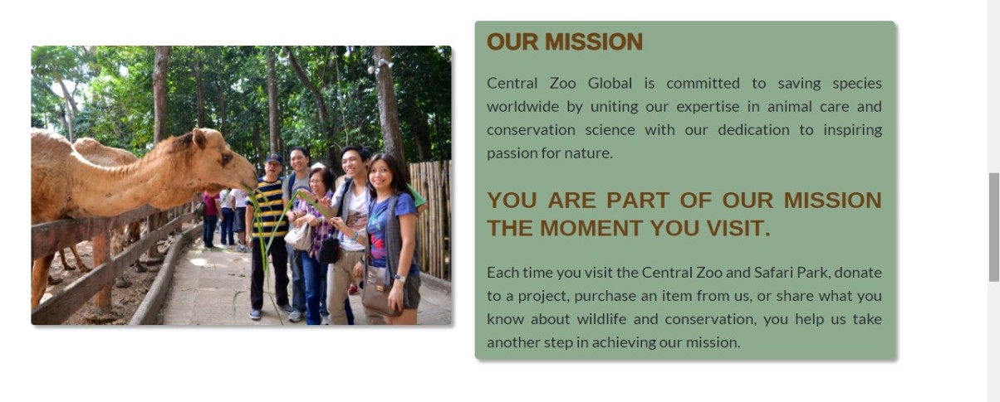 OUR MISSION
Central Zoo Global is committed to saving species
worldwide by uniting our expertise in animal care and
conservation science with our dedication to inspiring
passion for nature.
YOU ARE PART OF OUR MISSION
THE MOMENT YOU VISIT.
Each time you visit the Central Zoo and Safari Park, donate
to a project, purchase an item from us, or share what you
know about wildlife and conservation, you help us take
another step in achieving our mission.